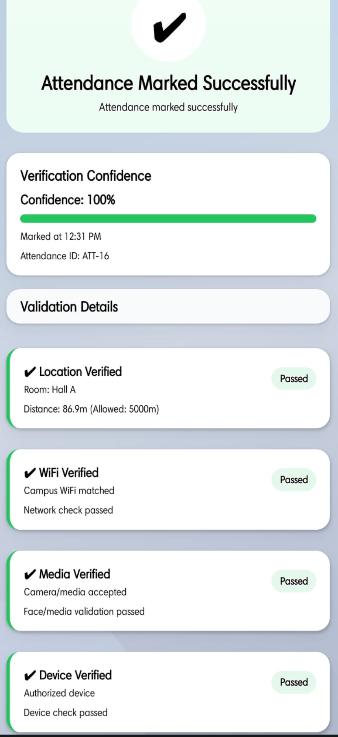 Attendance Marked Successfully
Attendance marked successfully
Verification Confidence
Confidence: 100%
Marked at 12:31 PM
Attendance ID: ATT-16
Validation Details
✔ Location Verified
Passed
Room: Hall A
Distance: 86.9m (Allowed: 5000m)
✔ WiFi Verified
Passed
Campus WiFi matched
Network check passed
✔ Media Verified
Passed
Camera/media accepted
Face/media validation passed
✔ Device Verified
Passed
Authorized device
Device check passed